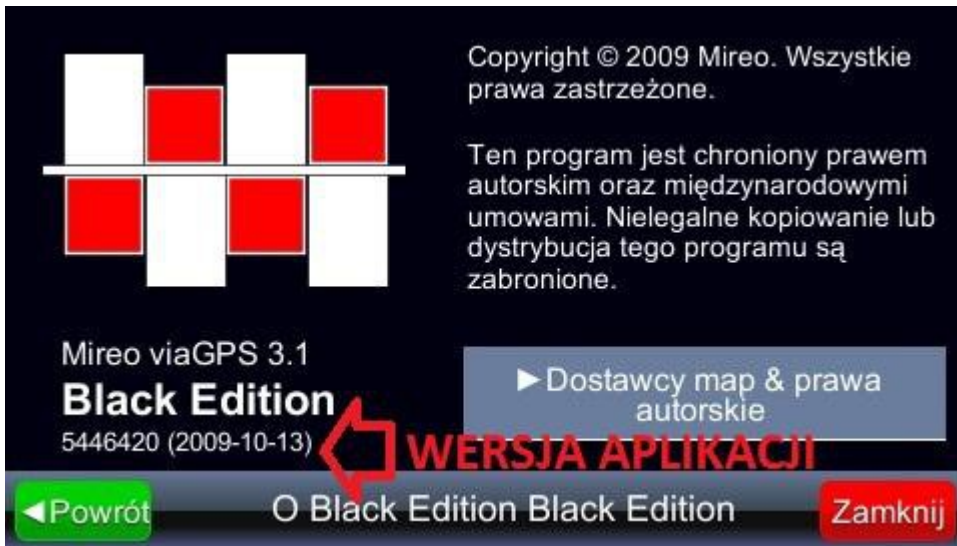 Copyright © 2009 Mireo. Wszystkie
prawa zastrzeżone.
Ten program jest chroniony prawem
autorskim oraz międzynarodowymi
umowami. Nielegalne kopiowanie lub
dystrybucja tego programu są
zabronione.
Mireo viaGPS 3.1
Black Edition
5446420 (2009-10-13)
►Dostawcy map & prawa
autorskie
WERSJA APLIKACJI
◄Powrót
O Black Edition Black Edition
Zamknij